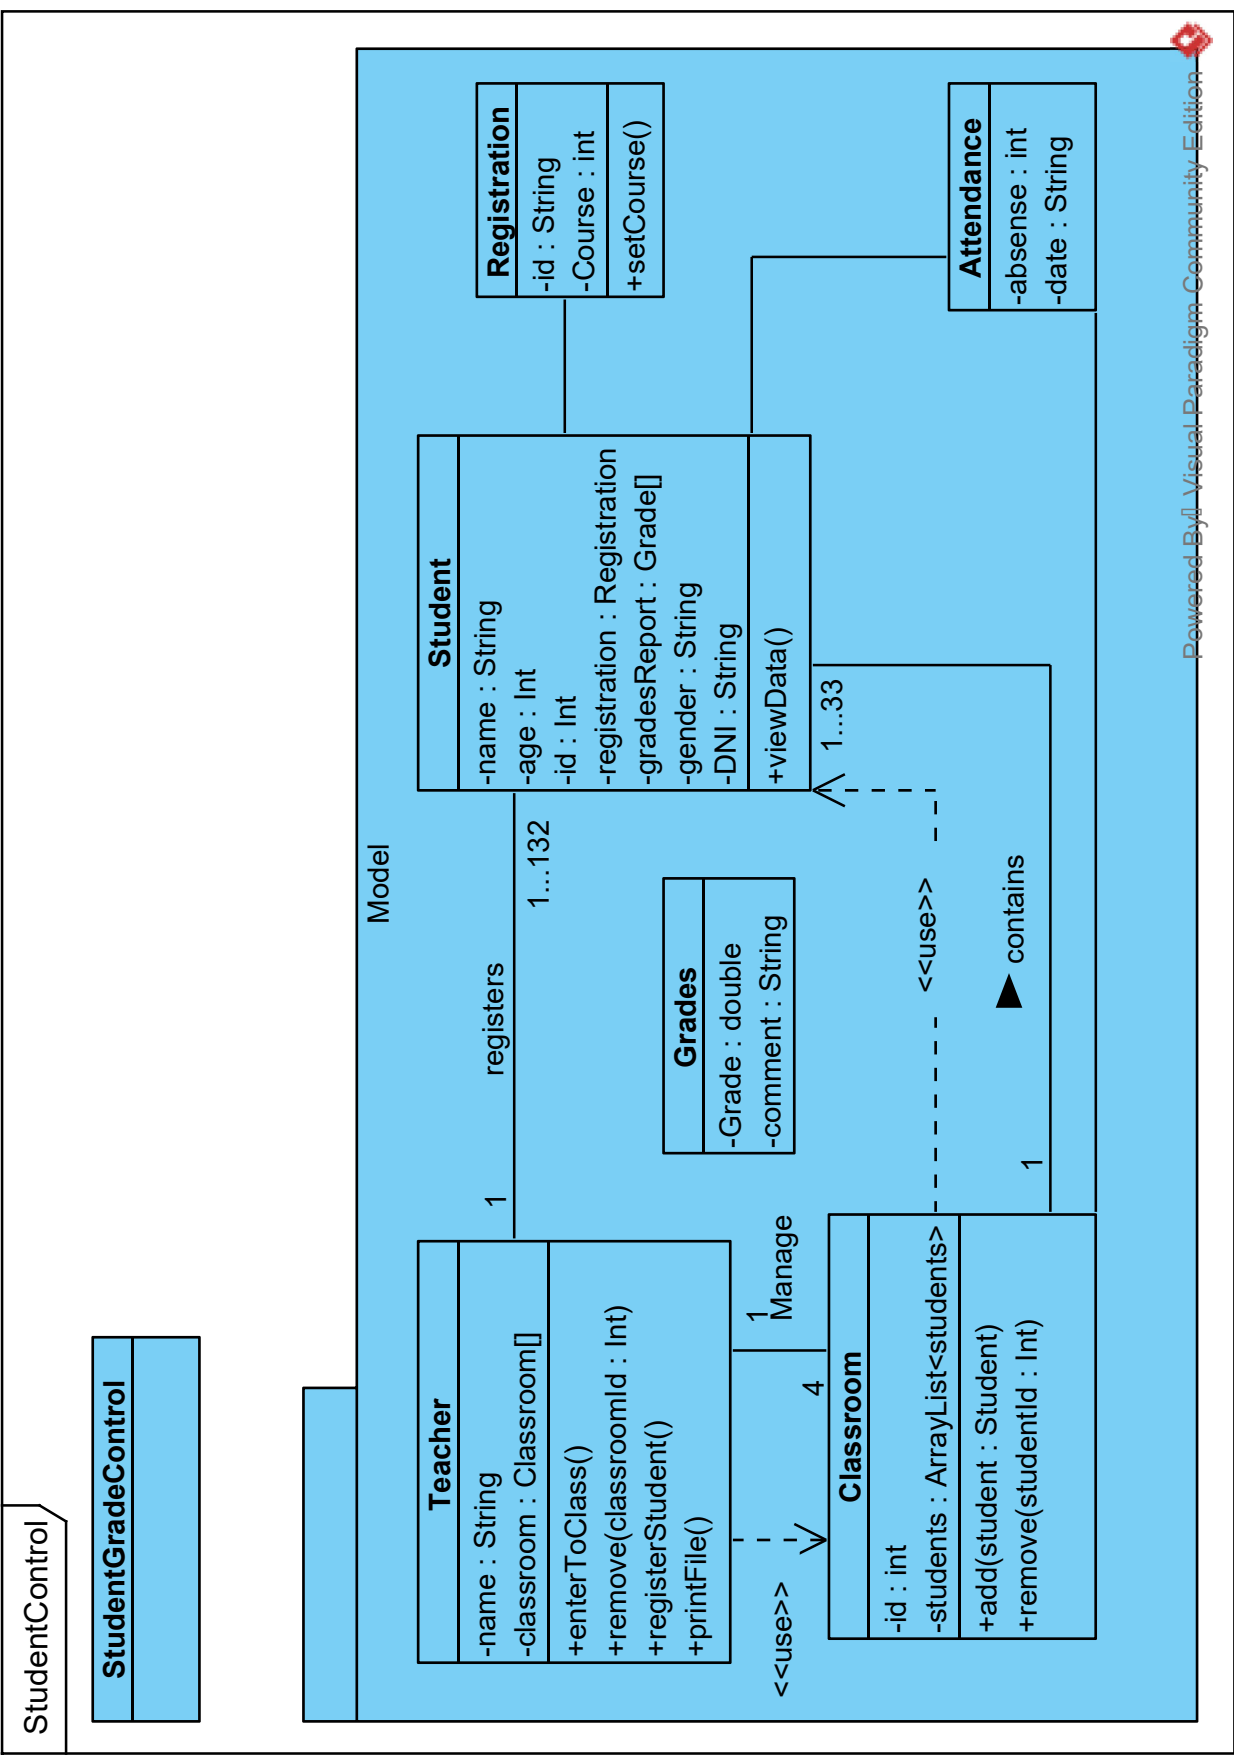 StudentControl
StudentGradeControl
Model
Teacher
-name : String
-classroom : Classroom[]
+enterToClass()
+remove(classroomId : Int)
+registerStudent()
+printFile()
1
registers
1...132
Student
-name : String
-age : Int
-id : Int
-registration : Registration
-gradesReport : Grade[]
-gender : String
-DNI : String
+viewData()
Registration
-id : String
-Course : int
+setCourse()
Grades
-Grade : double
-comment : String
<<use>>
4
1
Manage
Classroom
-id : int
-students : ArrayList<students>
+add(student : Student)
+remove(studentId : Int)
<<use>>
1
contains
1...33
Attendance
-absense : int
-date : String
Powered By Visual Paradigm Community Edition